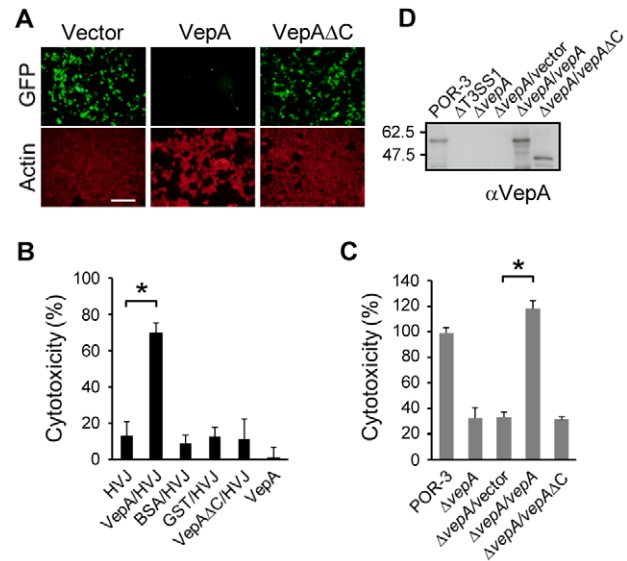 A
Vector VepA VepAΔC
GFP
Actin
D
POR-3
ΔT3SS1
ΔvepA
ΔvepA/vector
ΔvepA/vepA
ΔvepA/vepAΔC
62.5
47.5
αVepA
B
Cytotoxicity (%)
100
80
60
40
20
0
*
HVJ
VepA/HVJ
BSA/HVJ
GST/HVJ
VepAΔC/HVJ
VepA
C
Cytotoxicity (%)
140
120
100
80
60
40
20
0
*
POR-3
ΔvepA
ΔvepA/vector
ΔvepA/vepA
ΔvepA/vepAΔC